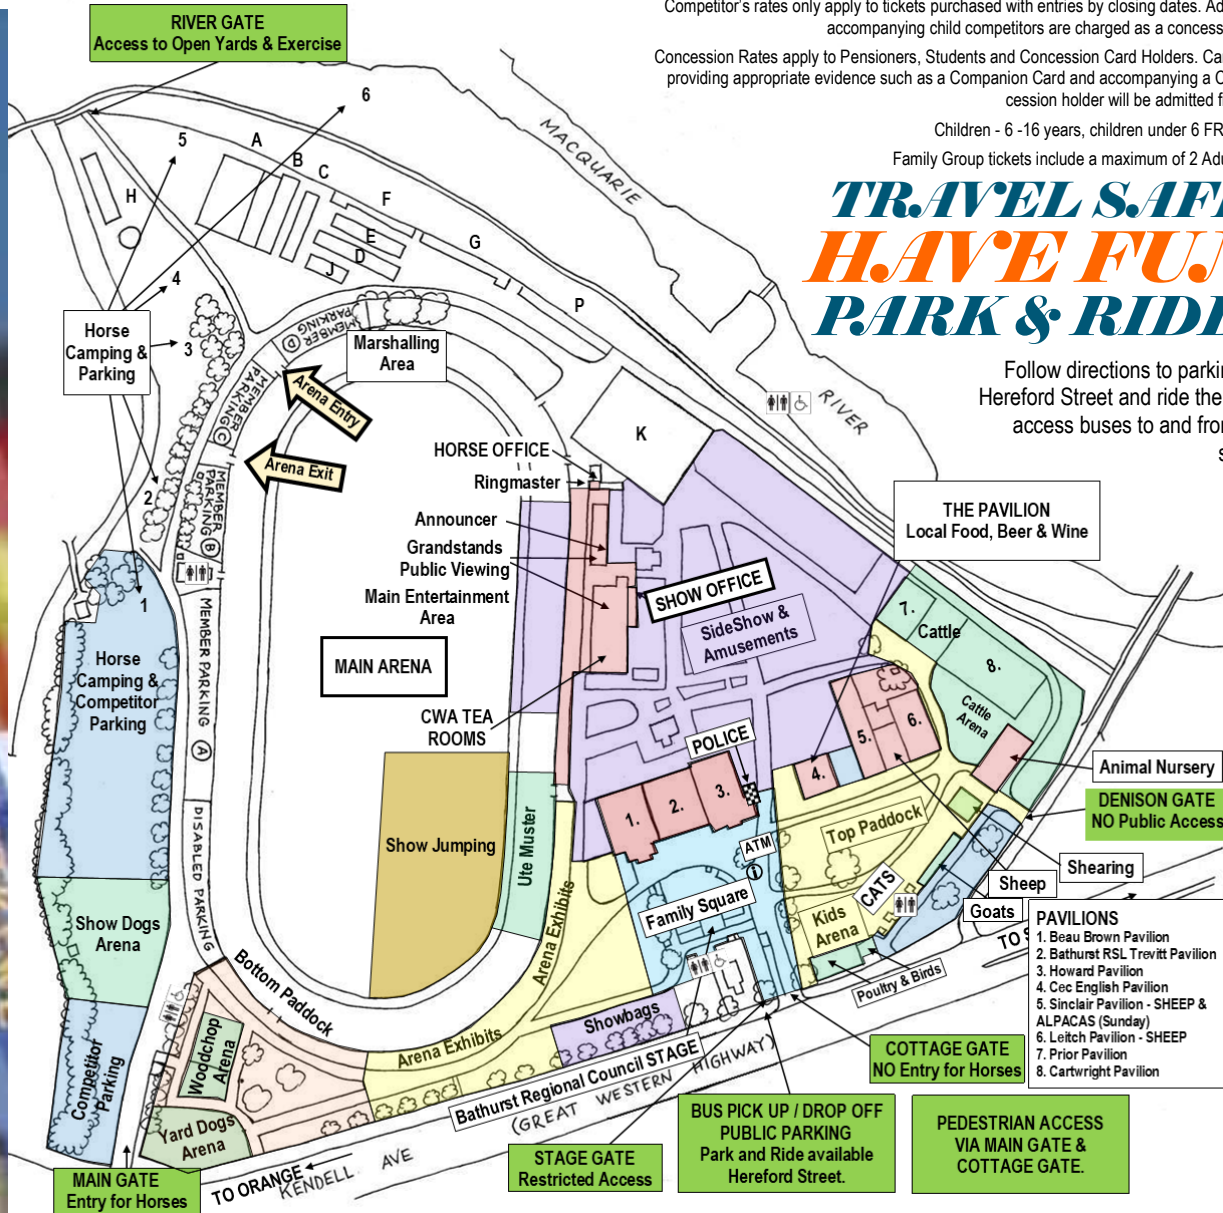 Competitor's rates only apply to tickets purchased with entries by closing dates. Ad
accompanying child competitors are charged as a concess
Concession Rates apply to Pensioners, Students and Concession Card Holders. Ca
providing appropriate evidence such as a Companion Card and accompanying a C
cession holder will be admitted f
Children - 6 -16 years, children under 6 FR
Family Group tickets include a maximum of 2 Adu
TRAVEL SAF
HAVE FUN
PARK & RIDE
Follow directions to parkin
Hereford Street and ride the
access buses to and from
s
RIVER GATE
Access to Open Yards & Exercise
6
5
A
B
C
H
F
E
D
J
G
P
4
3
2
1
MACQUARIE
RIVER
Horse
Camping &
Parking
MEMBER
PARKING
D
Marshalling
Area
Arena Entry
MEMBER
PARKING
C
Arena Exit
MEMBER
PARKING
B
K
HORSE OFFICE
Ringmaster
Announcer
Grandstands
Public Viewing
Main Entertainment
Area
SHOW OFFICE
SideShow &
Amusements
THE PAVILION
Local Food, Beer & Wine
MAIN ARENA
CWA TEA
ROOMS
MEMBER PARKING A
Horse
Camping &
Competitor
Parking
7.
Cattle
8.
Cattle
Arena
POLICE
5.
6.
4.
3.
2.
1.
Animal Nursery
DENISON GATE
NO Public Access
Show Jumping
Ute Muster
DISABLED PARKING
ATM
i
Top Paddock
Shearing
Sheep
Goats
CATS
Family Square
Kids
Arena
Poultry & Birds
TO S
Show Dogs
Arena
Bottom Paddock
Arena Exhibits
Arena Exhibits
Showbags
Woodchop
Arena
Competitor
Parking
Yard Dogs
Arena
PAVILIONS
1. Beau Brown Pavilion
2. Bathurst RSL Trevitt Pavilion
3. Howard Pavilion
4. Cec English Pavilion
5. Sinclair Pavilion - SHEEP &
ALPACAS (Sunday)
6. Leitch Pavilion - SHEEP
7. Prior Pavilion
8. Cartwright Pavilion
Bathurst Regional Council STAGE
(GREAT WESTERN HIGHWAY)
COTTAGE GATE
NO Entry for Horses
BUS PICK UP / DROP OFF
PUBLIC PARKING
Park and Ride available
Hereford Street.
PEDESTRIAN ACCESS
VIA MAIN GATE &
COTTAGE GATE.
STAGE GATE
Restricted Access
MAIN GATE
Entry for Horses
TO ORANGE
KENDELL AVE